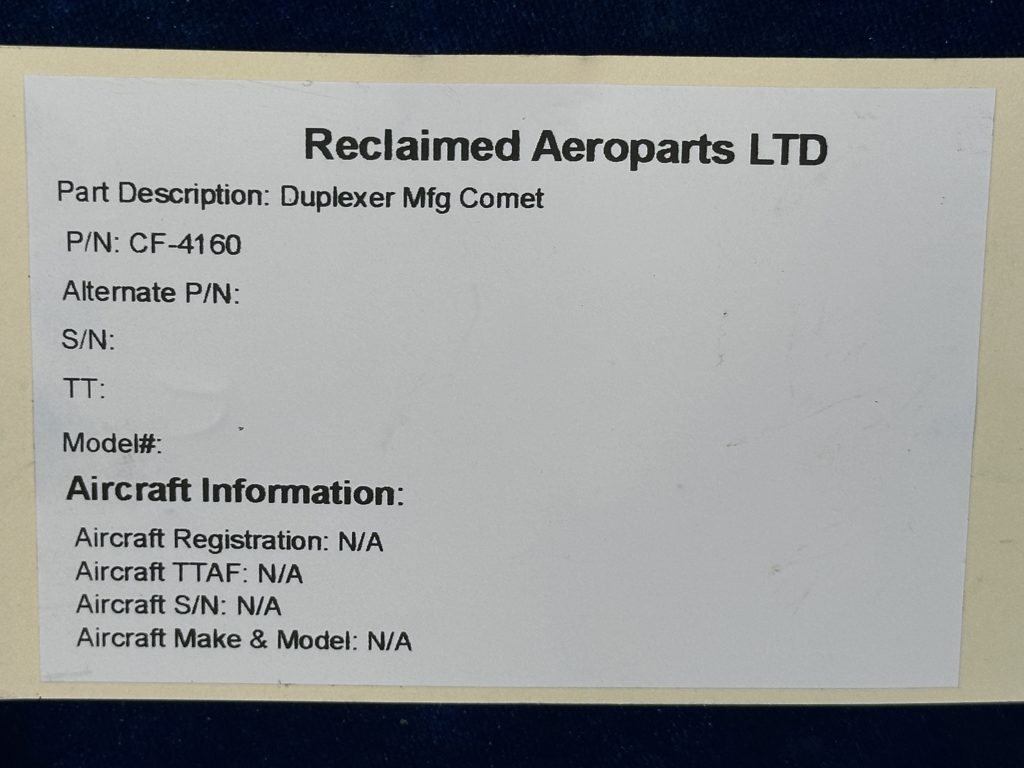 Reclaimed Aeroparts LTD
Part Description: Duplexer Mfg Comet
P/N: CF-4160
Alternate P/N:
S/N:
TT:
Model#:
Aircraft Information:
Aircraft Registration: N/A
Aircraft TTAF: N/A
Aircraft S/N: N/A
Aircraft Make & Model: N/A